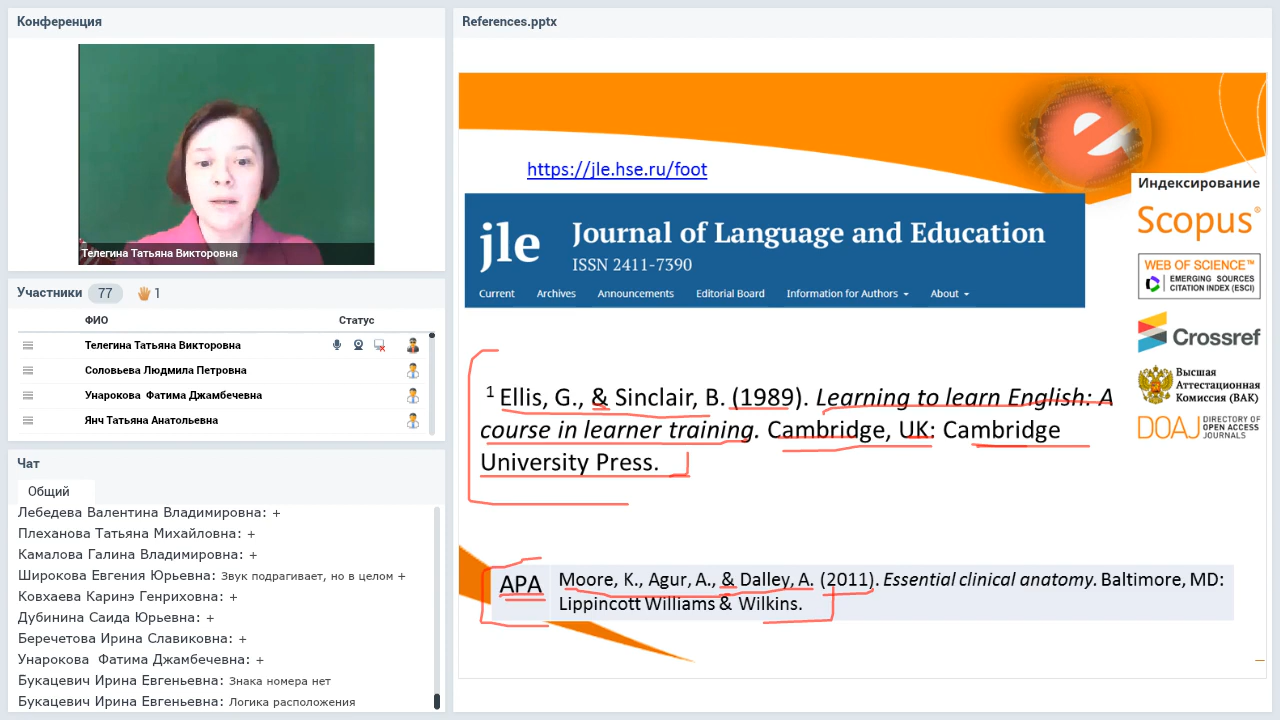 Конференция
Телегина Татьяна Викторовна
Участники 77 1
ФИО Статус
Телегина Татьяна Викторовна
Соловьева Людмила Петровна
Унарокова Фатима Джамбечевна
Янч Татьяна Анатольевна
Чат
Общий
Лебедева Валентина Владимировна: +
Плеханова Татьяна Михайловна: +
Камалова Галина Владимировна: +
Широкова Евгения Юрьевна: Звук подрагивает, но в целом +
Ковхаева Каринэ Генриховна: +
Дубинина Саида Юрьевна: +
Беречетова Ирина Славиковна: +
Унарокова Фатима Джамбечевна: +
Букацевич Ирина Евгеньевна: Знака номера нет
Букацевич Ирина Евгеньевна: Логика расположения
References.pptx
https://jle.hse.ru/foot
jle
Journal of Language and Education
ISSN 2411-7390
Current Archives Announcements Editorial Board Information for Authors About
Индексирование
Scopus®
WEB OF SCIENCE™
EMERGING SOURCES
CITATION INDEX (ESCI)
Crossref
Высшая
Аттестационная
Комиссия (ВАК)
DOAJ DIRECTORY OF
OPEN ACCESS
JOURNALS
1 Ellis, G., & Sinclair, B. (1989). Learning to learn English: A
course in learner training. Cambridge, UK: Cambridge
University Press.
APA
Moore, K., Agur, A., & Dalley, A. (2011). Essential clinical anatomy. Baltimore, MD:
Lippincott Williams & Wilkins.